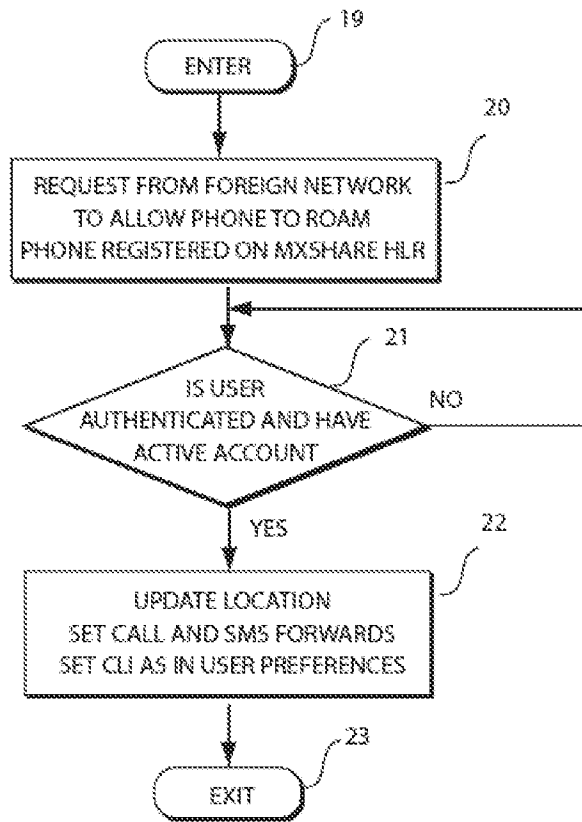 19
ENTER
20
REQUEST FROM FOREIGN NETWORK
TO ALLOW PHONE TO ROAM
PHONE REGISTERED ON MXSHARE HLR
21
IS USER
AUTHENTICATED AND HAVE
ACTIVE ACCOUNT
NO
YES
22
UPDATE LOCATION
SET CALL AND SMS FORWARDS
SET CLI AS IN USER PREFERENCES
23
EXIT